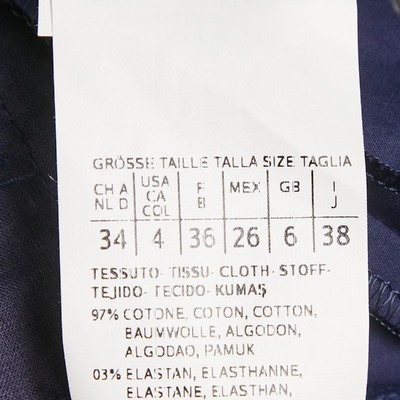 GRÖSSE TAILLE TALLA SIZE TAGLIA
CH A NL D USA CA COL F B MEX GB I J
34 4 36 26 6 38
TESSUTO- TISSU- CLOTH- STOFF-
TEJIDO- TECIDO- KUMAŞ
97% COTONE, COTON, COTTON,
BAUMWOLLE, ALGODON,
ALGODAO, PAMUK
03% ELASTAN, ELASTHANNE,
ELASTANE, ELASTHAN,